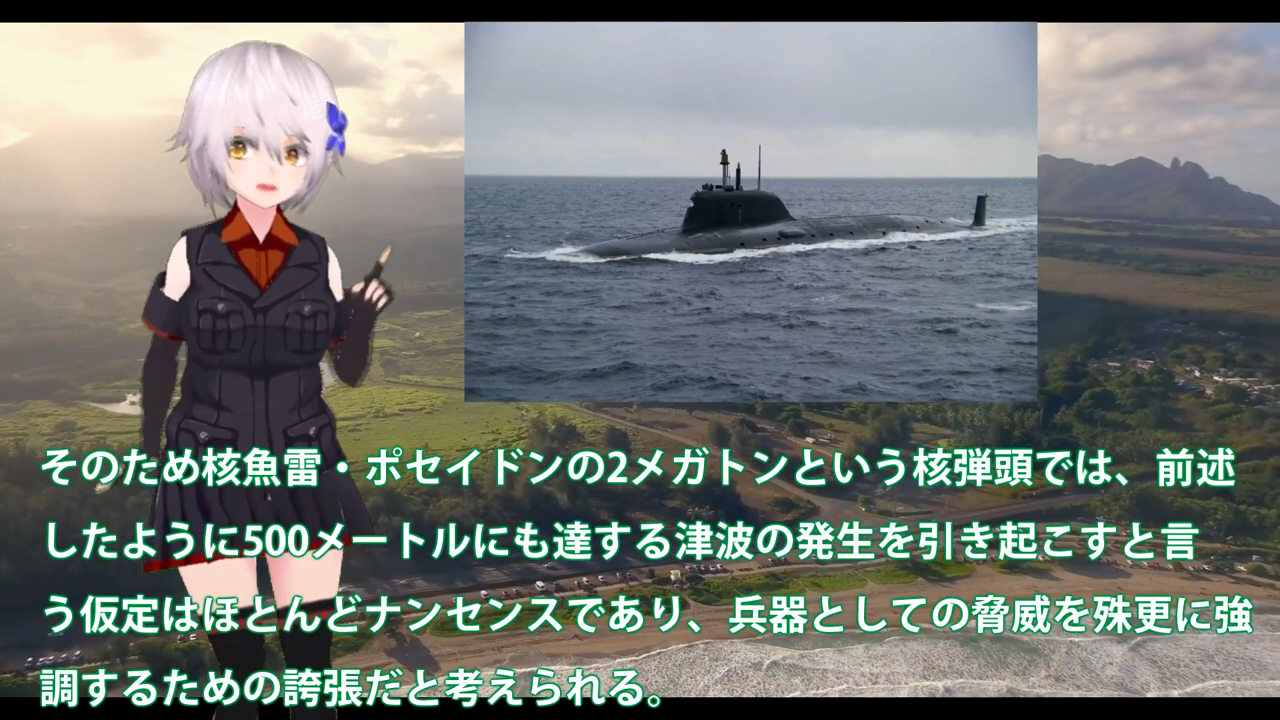 そのため核魚雷・ポセイドンの2メガトンという核弾頭では、前述
したように500メートルにも達する津波の発生を引き起こすと言
う仮定はほとんどナンセンスであり、兵器としての脅威を殊更に強
調するための誇張だと考えられる。